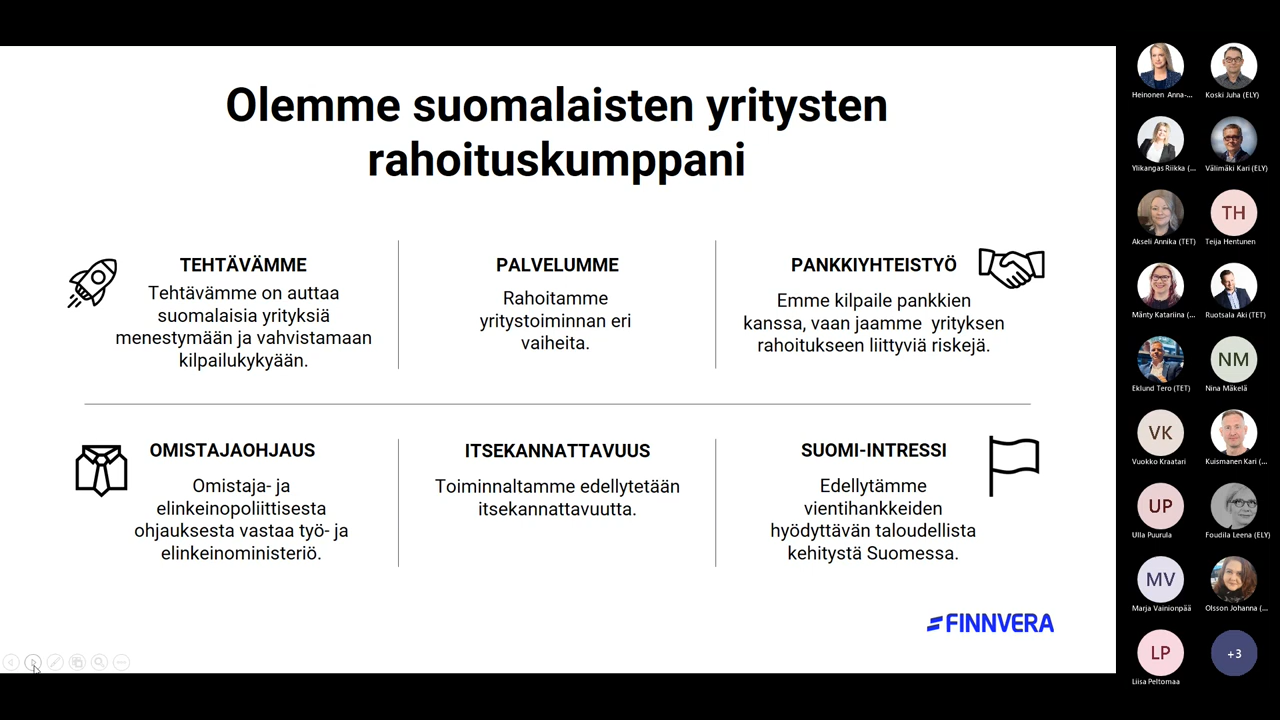 Olemme suomalaisten yritysten
rahoituskumppani
TEHTÄVÄMME
Tehtävämme on auttaa
suomalaisia yrityksiä
menestymään ja vahvistamaan
kilpailukykyään.
PALVELUMME
Rahoitamme
yritystoiminnan eri
vaiheita.
PANKKIYHTEISTYÖ
Emme kilpaile pankkien
kanssa, vaan jaamme yrityksen
rahoitukseen liittyviä riskejä.
OMISTAJAOHJAUS
Omistaja- ja
elinkeinopoliittisesta
ohjauksesta vastaa työ- ja
elinkeinoministeriö.
ITSEKANNATTAVUUS
Toiminnaltamme edellytetään
itsekannattavuutta.
SUOMI-INTRESSI
Edellytämme
vientihankkeiden
hyödyttävän taloudellista
kehitystä Suomessa.
FINNVERA
Heinonen Anna-...
Koski Juha (ELY)
Ylikangas Riikka (...
Välimäki Kari (ELY)
Akseli Annika (TET)
TH
Teija Hentunen
Mänty Katariina (...
Ruotsala Aki (TET)
Eklund Tero (TET)
NM
Nina Mäkelä
VK
Vuokko Kraatari
Kuismanen Kari (...
UP
Ulla Puurula
Foudila Leena (ELY)
MV
Marja Vainionpää
Olsson Johanna (...
LP
Liisa Peltomaa
+3